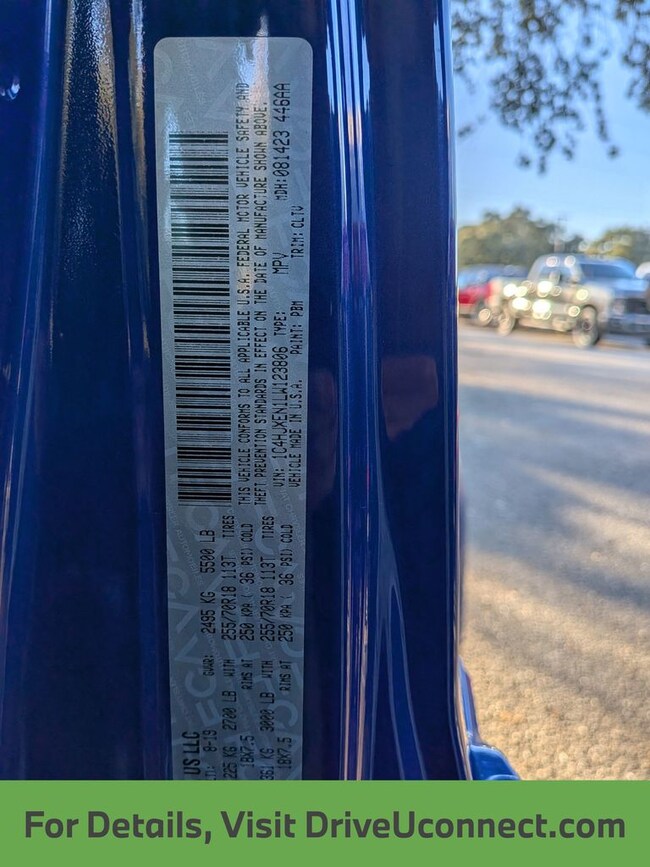 US LLC
8-19
GVWR: 2495 KG 5500 LB
225 KG 2700 LB WITH 255/70R18 113T TIRES
18X7.5 RIMS AT 250 KPA ( 36 PSI) COLD
361 KG 3000 LB WITH 255/70R18 113T TIRES
18X7.5 RIMS AT 250 KPA ( 36 PSI) COLD
THIS VEHICLE CONFORMS TO ALL APPLICABLE U.S.A. FEDERAL MOTOR VEHICLE SAFETY AND
THEFT PREVENTION STANDARDS IN EFFECT ON THE DATE OF MANUFACTURE SHOWN ABOVE.
VIN: 1C4HJXEN1LW123806 TYPE: MPV MDH:081423 446AA
VEHICLE MADE IN U.S.A. PAINT: PBM TRIM: CLTV
For Details, Visit DriveUconnect.com